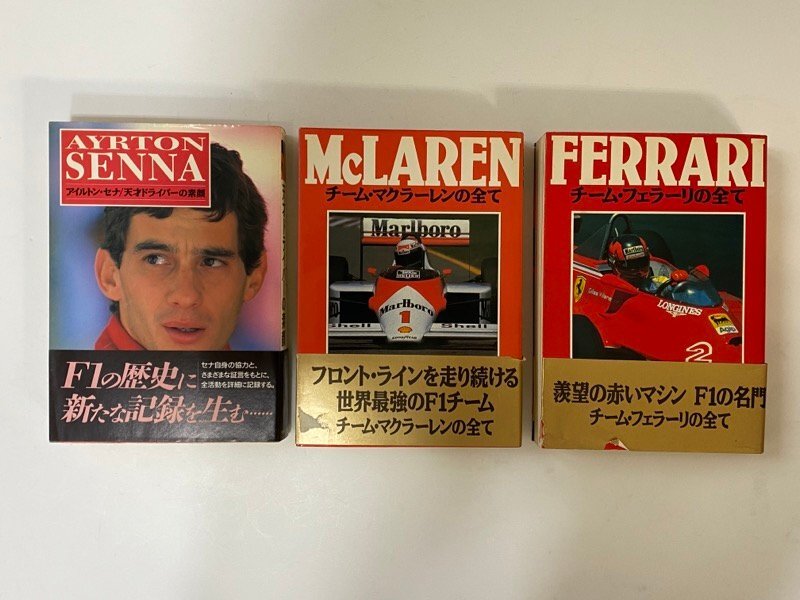 AYRTON
SENNA
アイルトン・セナ/天才ドライバーの素顔
F1の歴史に
新たな記録を生む……
セナ自身の協力と、
さまざまな証言をもとに、
全活動を詳細に記録する。
McLAREN
チーム・マクラーレンの全て
Marlboro
Marlboro
1
Shell
Shell
フロント・ラインを走り続ける
世界最強のF1チーム
チーム・マクラーレンの全て
FERRARI
チーム・フェラーリの全て
LONGINES
Agip
2
羨望の赤いマシン F1の名門
チーム・フェラーリの全て